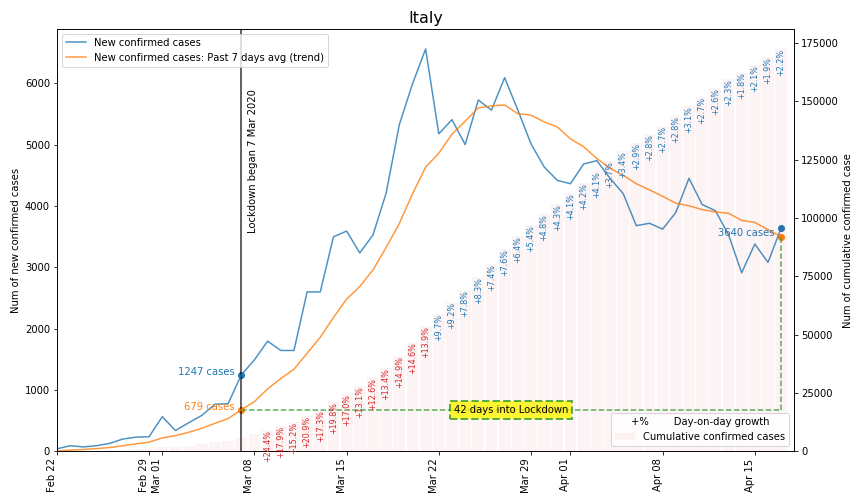 Italy
New confirmed cases
New confirmed cases: Past 7 days avg (trend)
Num of new confirmed cases
6000
5000
4000
3000
2000
1000
0
Num of cumulative confirmed case
175000
150000
125000
100000
75000
50000
25000
0
Lockdown began 7 Mar 2020
1247 cases
679 cases
3640 cases
42 days into Lockdown
+24.4%
+17.9%
+15.2%
+20.9%
+17.3%
+19.8%
+17.0%
+13.1%
+12.6%
+13.4%
+14.9%
+14.6%
+13.9%
+9.7%
+9.2%
+7.8%
+8.3%
+7.4%
+7.6%
+6.4%
+5.4%
+4.8%
+4.3%
+4.1%
+4.2%
+4.1%
+3.7%
+3.4%
+2.9%
+2.8%
+2.7%
+2.8%
+3.1%
+2.7%
+2.6%
+2.3%
+1.8%
+2.1%
+1.9%
+2.2%
+% Day-on-day growth
Cumulative confirmed cases
Feb 22
Feb 29
Mar 01
Mar 08
Mar 15
Mar 22
Mar 29
Apr 01
Apr 08
Apr 15